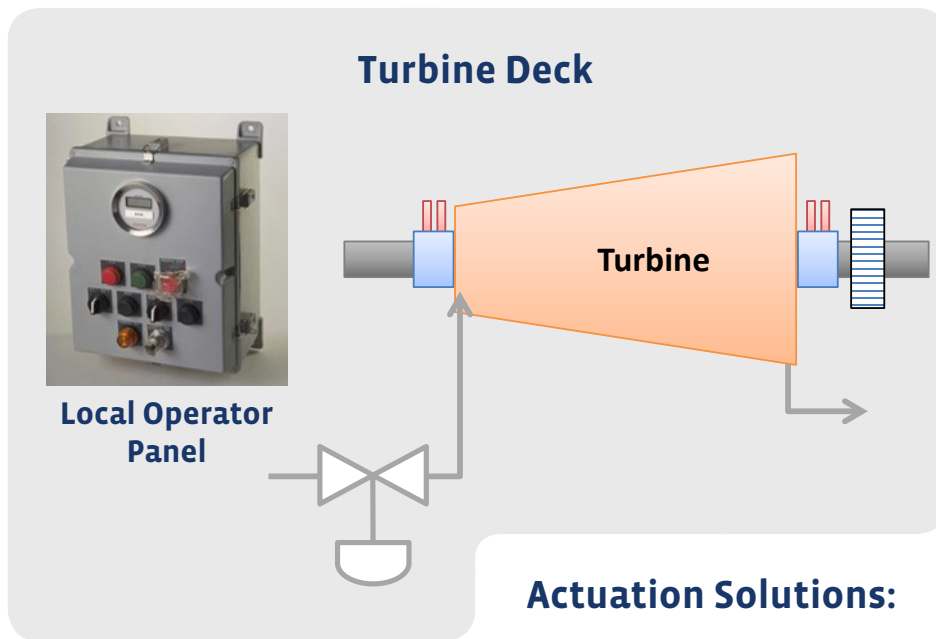 Turbine Deck
Turbine
Local Operator
Panel
Actuation Solutions: